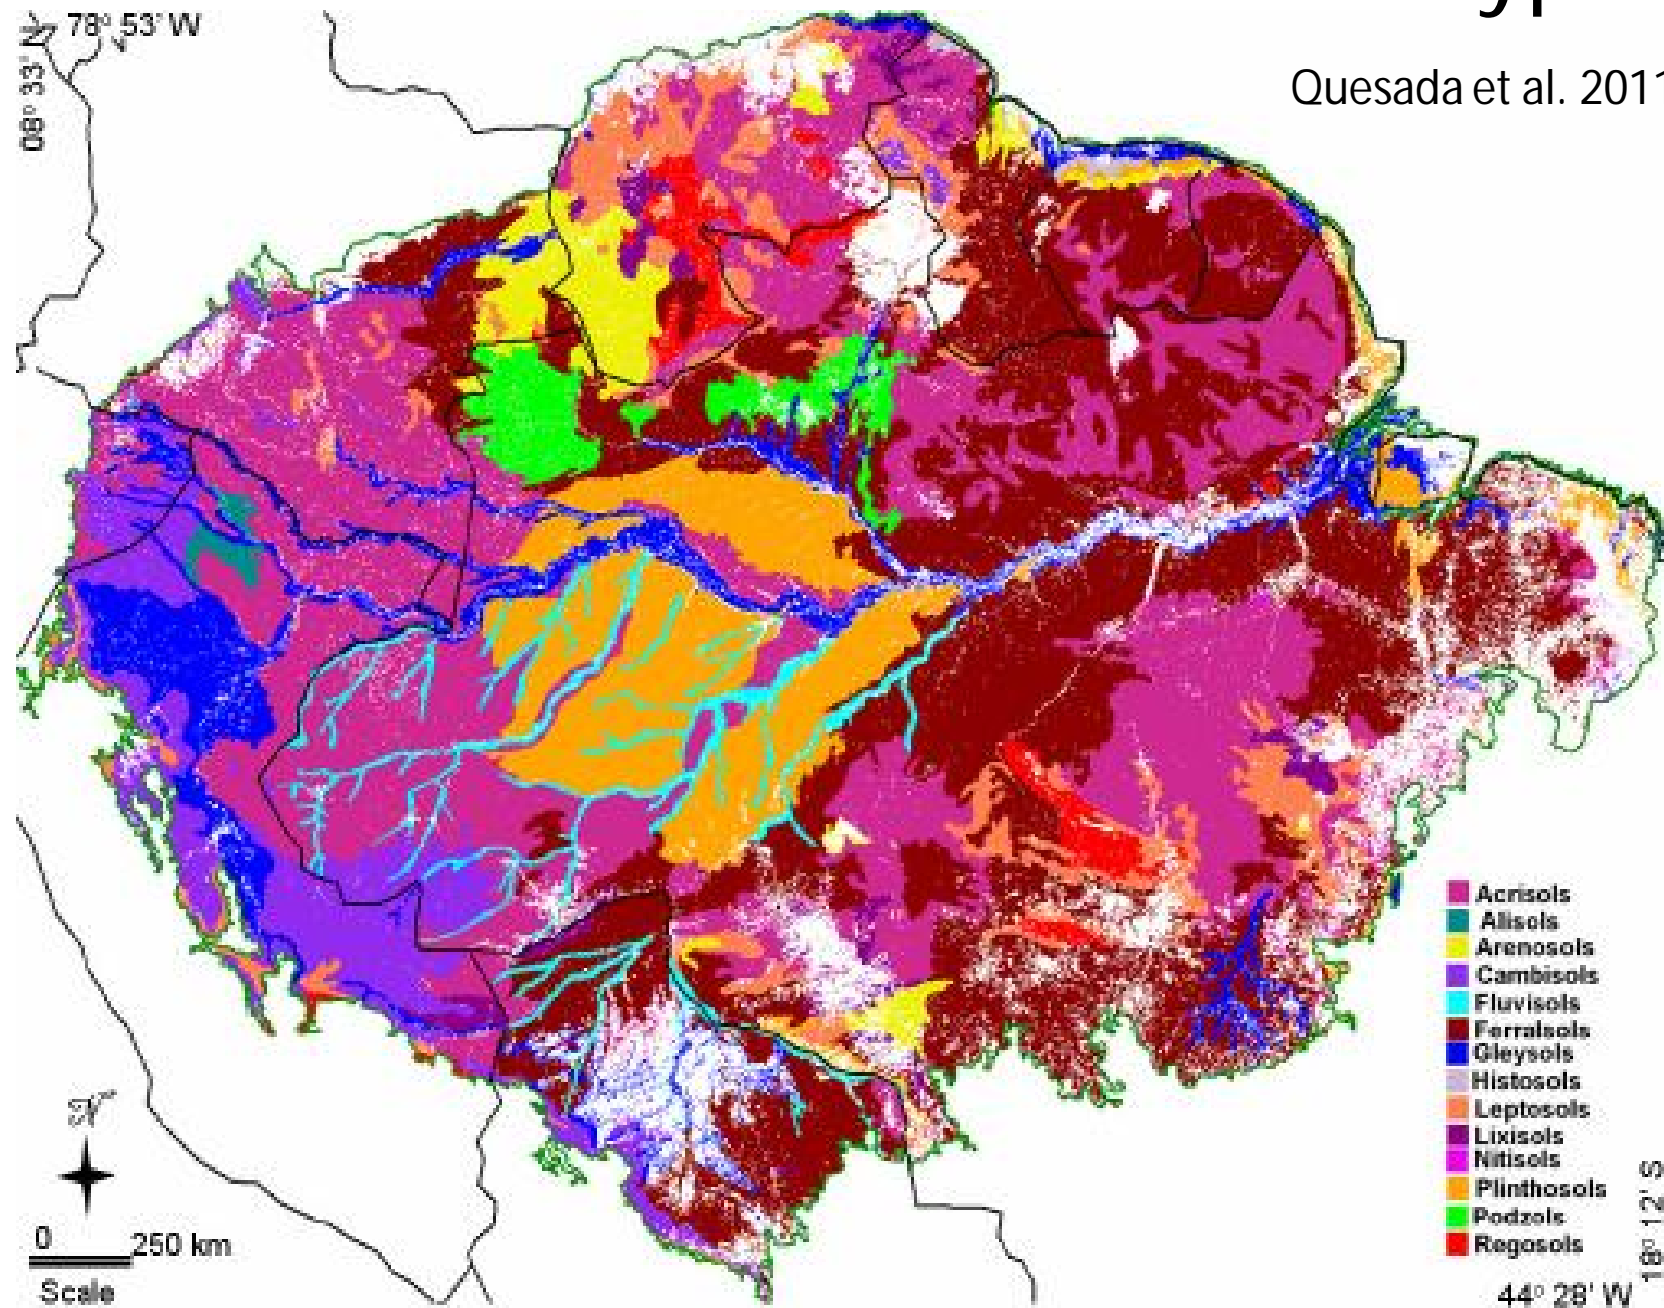 78° 53' W
08° 33' N
Quesada et al. 2011
Acrisols
Alisols
Arenosols
Cambisols
Fluvisols
Ferralsols
Gleysols
Histosols
Leptosols
Lixisols
Nitisols
Plinthosols
Podzols
Regosols
N
0 250 km
Scale
18° 12' S
44° 28' W